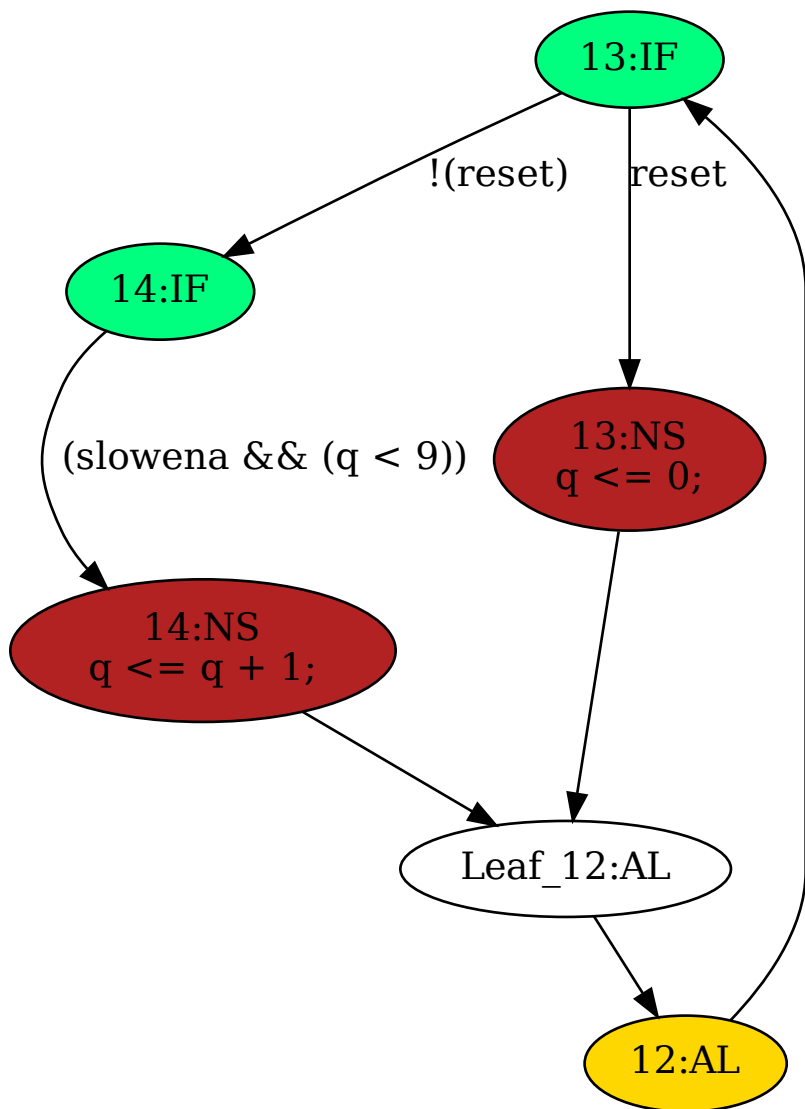 13:IF
!(reset)
reset
14:IF
(slowena && (q < 9))
13:NS
q <= 0;
14:NS
q <= q + 1;
Leaf_12:AL
12:AL